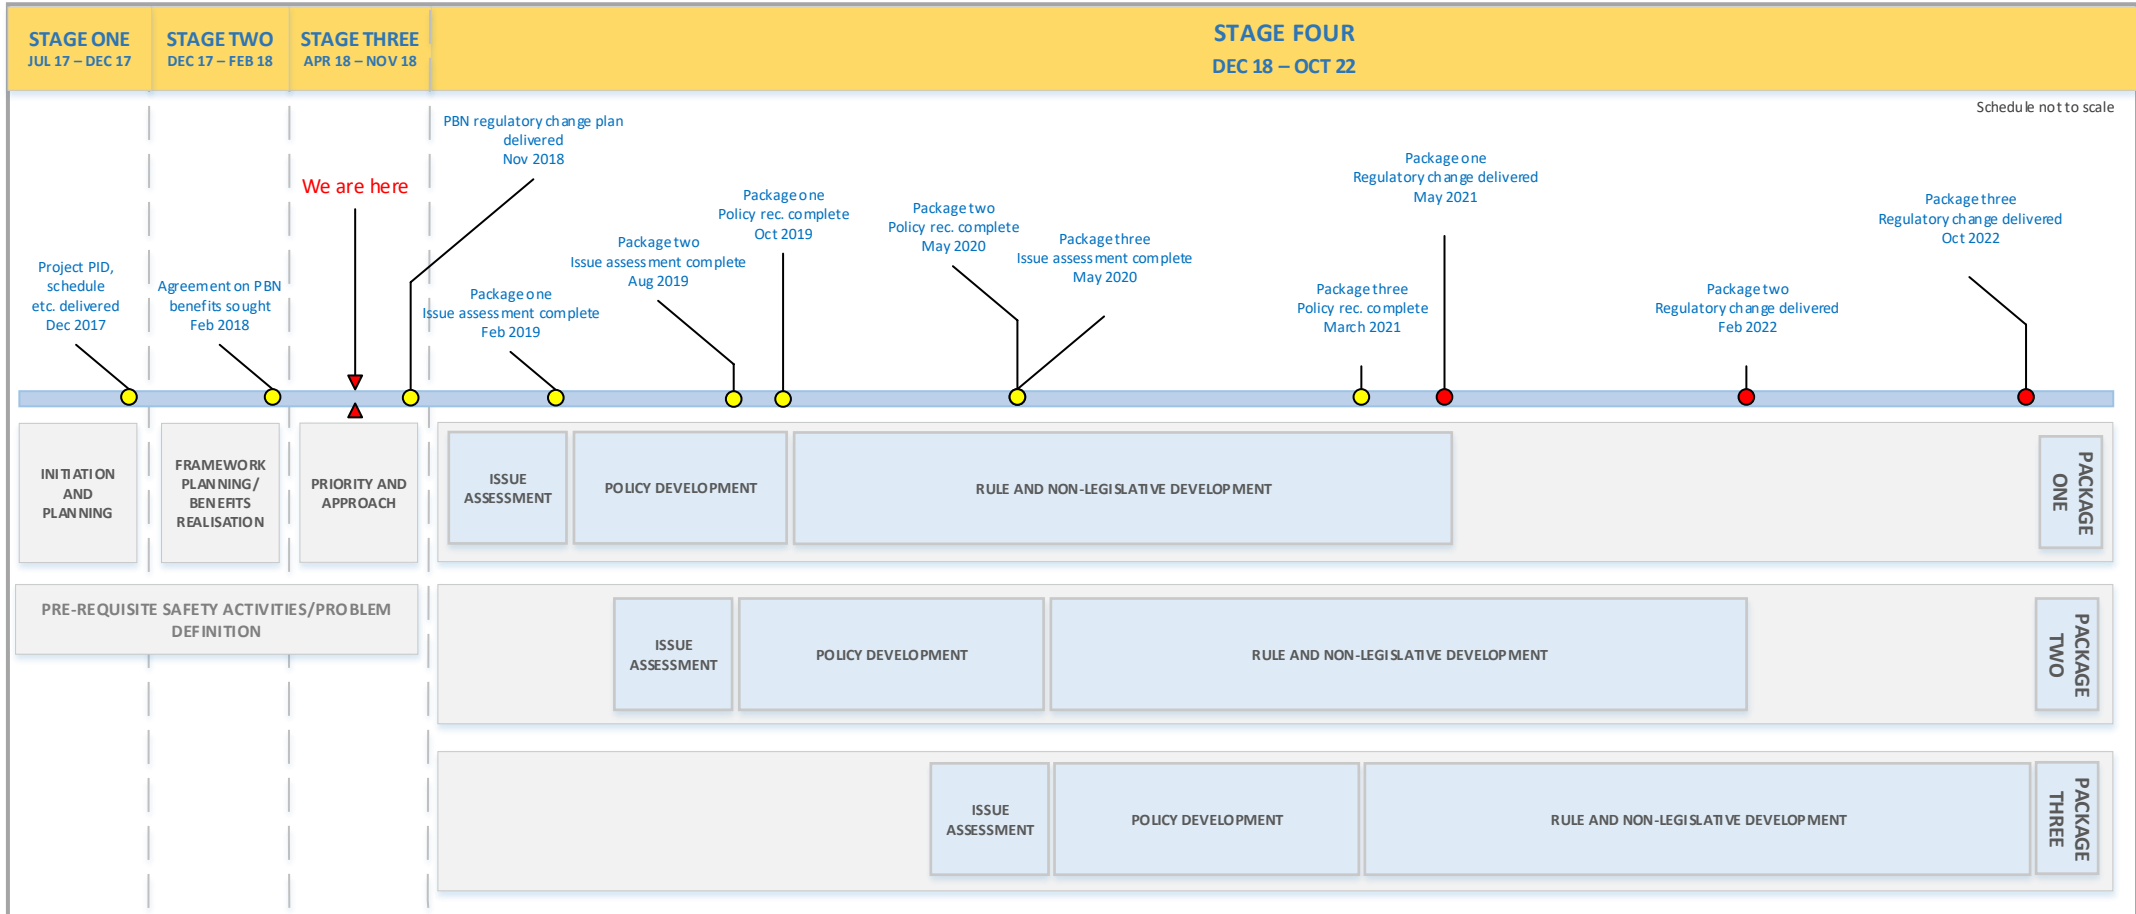 STAGE ONE
JUL 17 – DEC 17
STAGE TWO
DEC 17 – FEB 18
STAGE THREE
APR 18 – NOV 18
STAGE FOUR
DEC 18 – OCT 22
Schedule not to scale
Project PID,
schedule
etc. delivered
Dec 2017
Agreement on PBN
benefits sought
Feb 2018
We are here
PBN regulatory change plan
delivered
Nov 2018
Package one
Issue assessment complete
Feb 2019
Package two
Issue assessment complete
Aug 2019
Package one
Policy rec. complete
Oct 2019
Package two
Policy rec. complete
May 2020
Package three
Issue assessment complete
May 2020
Package three
Policy rec. complete
March 2021
Package one
Regulatory change delivered
May 2021
Package two
Regulatory change delivered
Feb 2022
Package three
Regulatory change delivered
Oct 2022
INITIATION
AND
PLANNING
FRAMEWORK
PLANNING/
BENEFITS
REALISATION
PRIORITY AND
APPROACH
ISSUE
ASSESSMENT
POLICY DEVELOPMENT
RULE AND NON-LEGISLATIVE DEVELOPMENT
PACKAGE
ONE
PRE-REQUISITE SAFETY ACTIVITIES/PROBLEM
DEFINITION
ISSUE
ASSESSMENT
POLICY DEVELOPMENT
RULE AND NON-LEGISLATIVE DEVELOPMENT
PACKAGE
TWO
ISSUE
ASSESSMENT
POLICY DEVELOPMENT
RULE AND NON-LEGISLATIVE DEVELOPMENT
PACKAGE
THREE